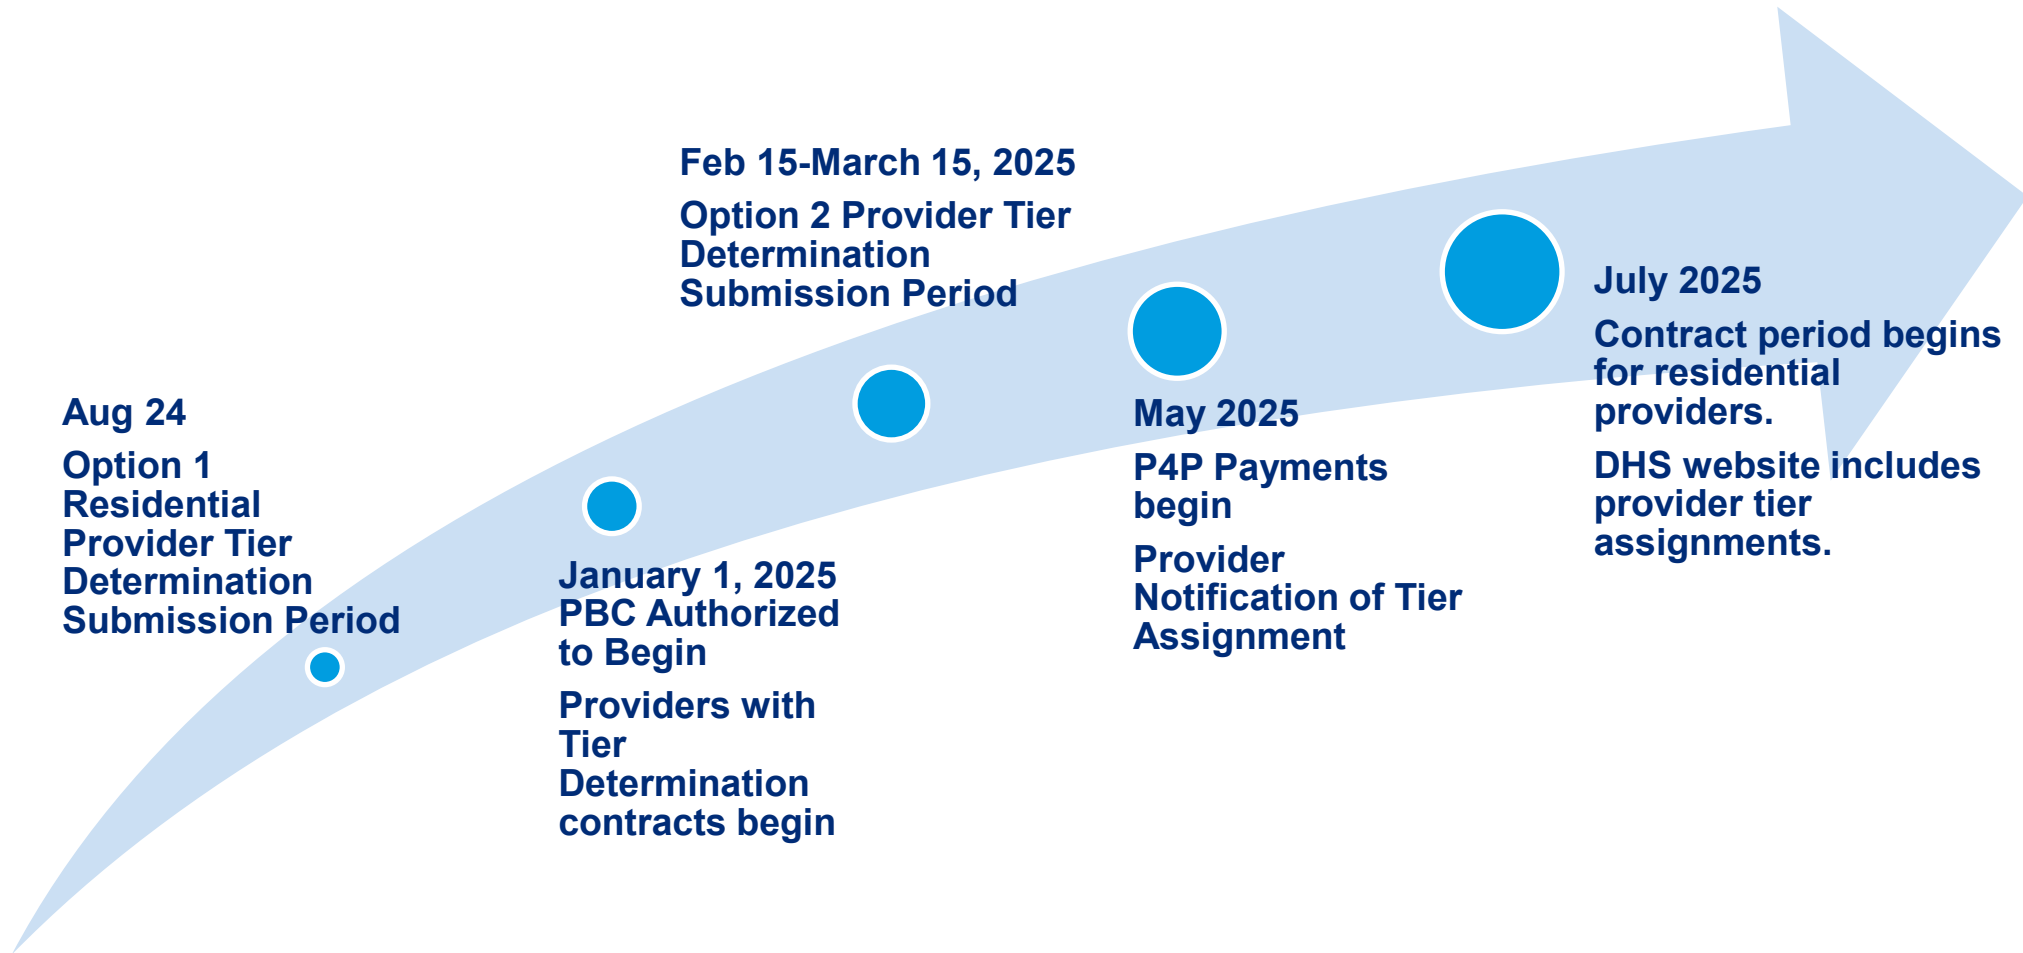 Aug 24
Option 1
Residential
Provider Tier
Determination
Submission Period
January 1, 2025
PBC Authorized
to Begin
Providers with
Tier
Determination
contracts begin
Feb 15-March 15, 2025
Option 2 Provider Tier
Determination
Submission Period
May 2025
P4P Payments
begin
Provider
Notification of Tier
Assignment
July 2025
Contract period begins
for residential
providers.
DHS website includes
provider tier
assignments.